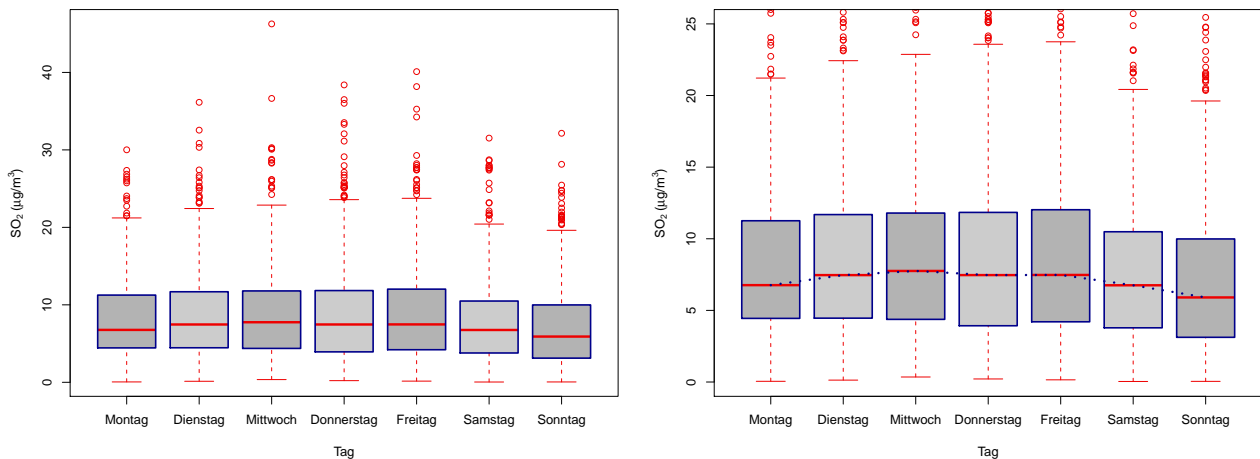 SO₂ (µg/m³)
40
30
20
10
0
Montag Dienstag Mittwoch Donnerstag Freitag Samstag Sonntag
Tag
SO₂ (µg/m³)
25
20
15
10
5
0
Montag Dienstag Mittwoch Donnerstag Freitag Samstag Sonntag
Tag